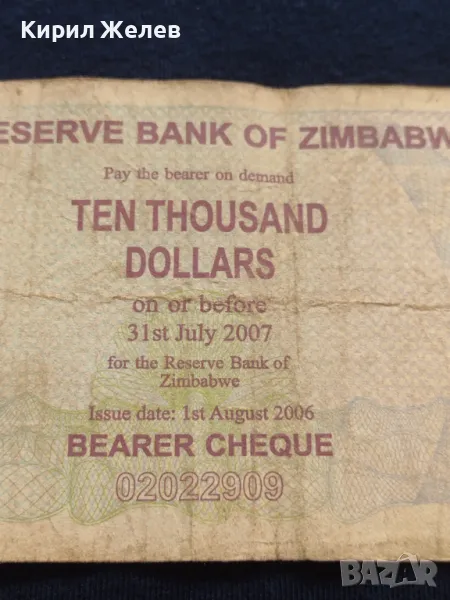 Кирил Желев
RESERVE BANK OF ZIMBABW
Pay the bearer on demand
TEN THOUSAND
DOLLARS
on or before
31st July 2007
for the Reserve Bank of
Zimbabwe
Issue date: 1st August 2006
BEARER CHEQUE
02022909
BAZAR